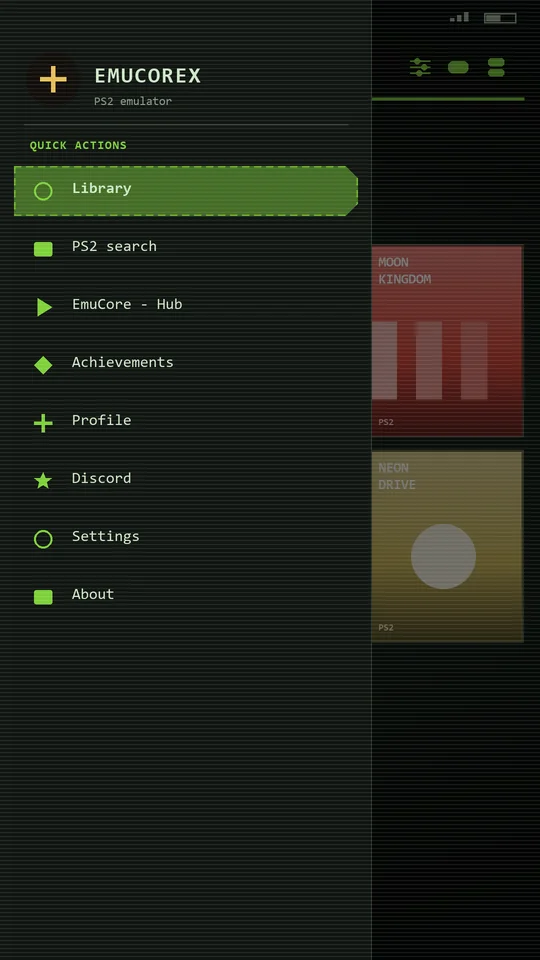 EMUCOREX
PS2 emulator
QUICK ACTIONS
Library
PS2 search
EmuCore - Hub
Achievements
Profile
Discord
Settings
About
MOON
KINGDOM
PS2
NEON
DRIVE
PS2